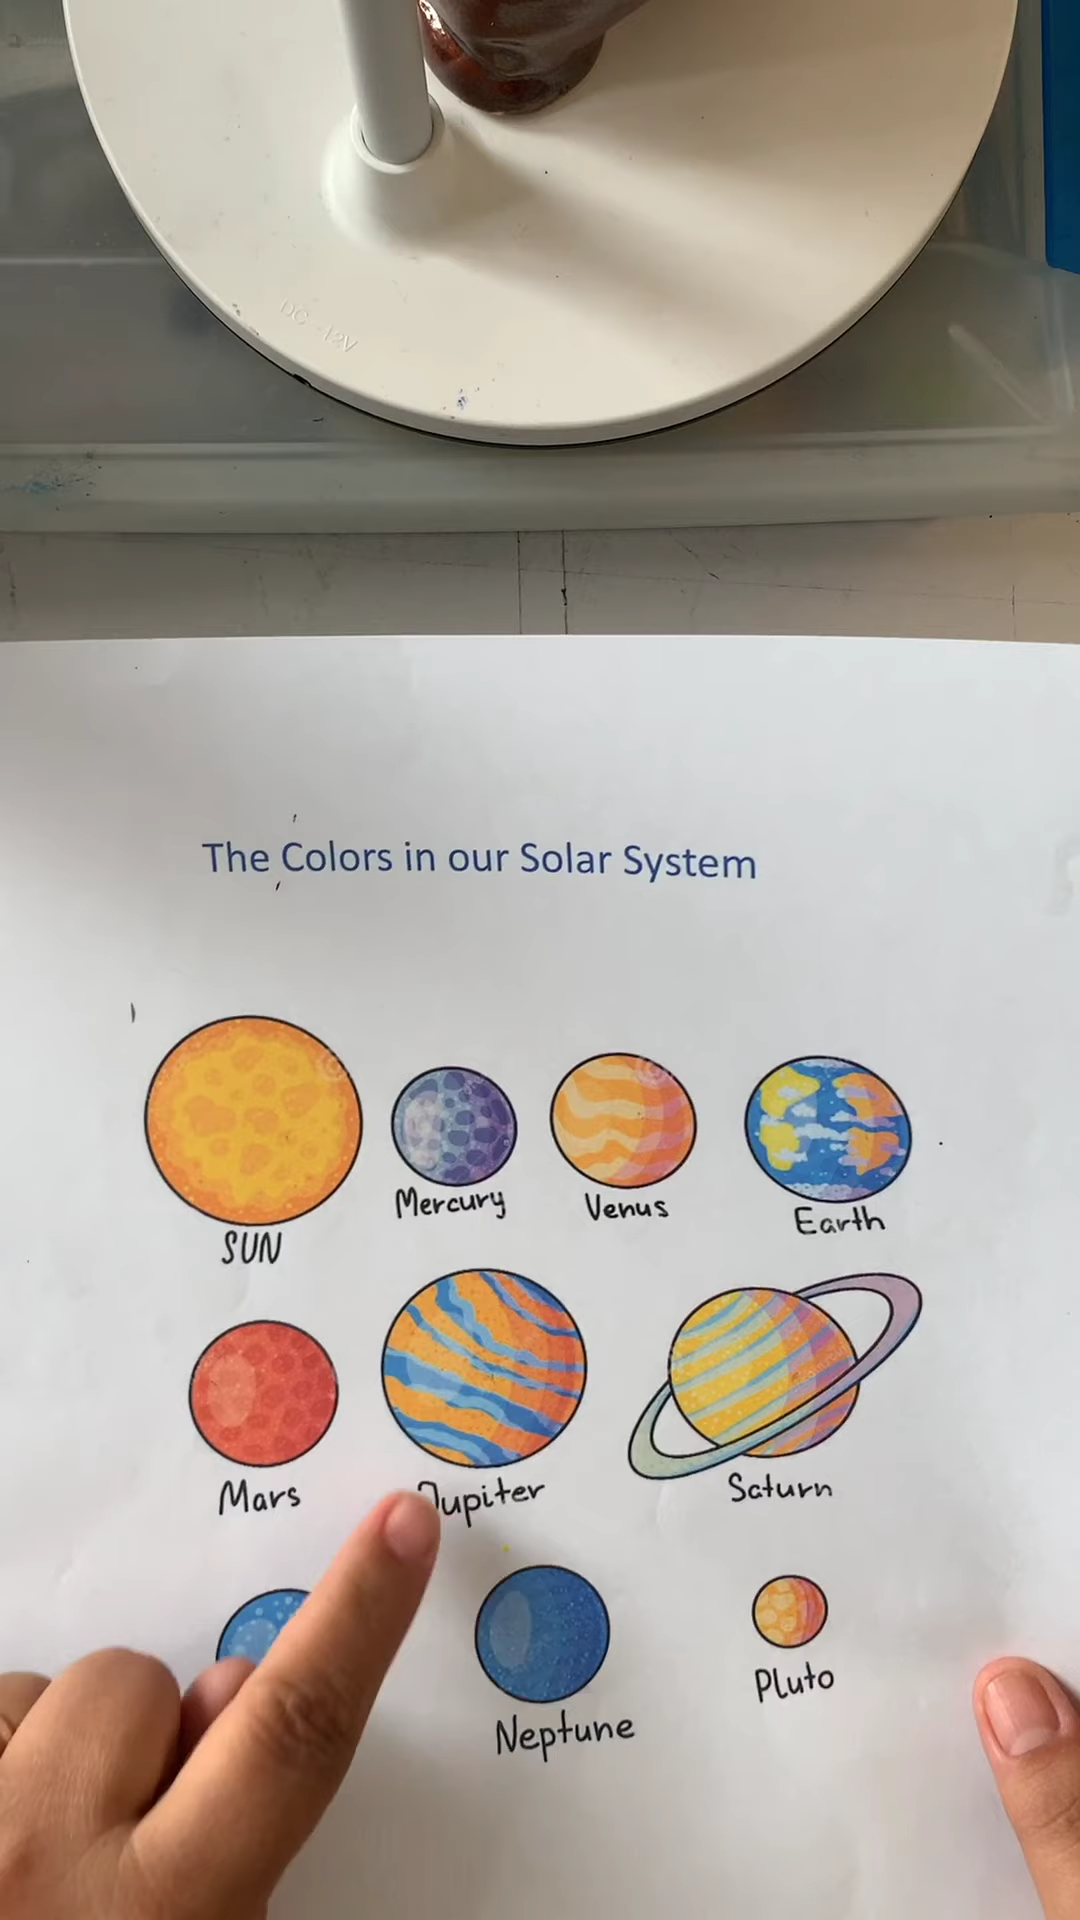 DC -12V
The Colors in our Solar System
Mercury
Venus
Earth
SUN
Mars
Jupiter
Saturn
Pluto
Neptune